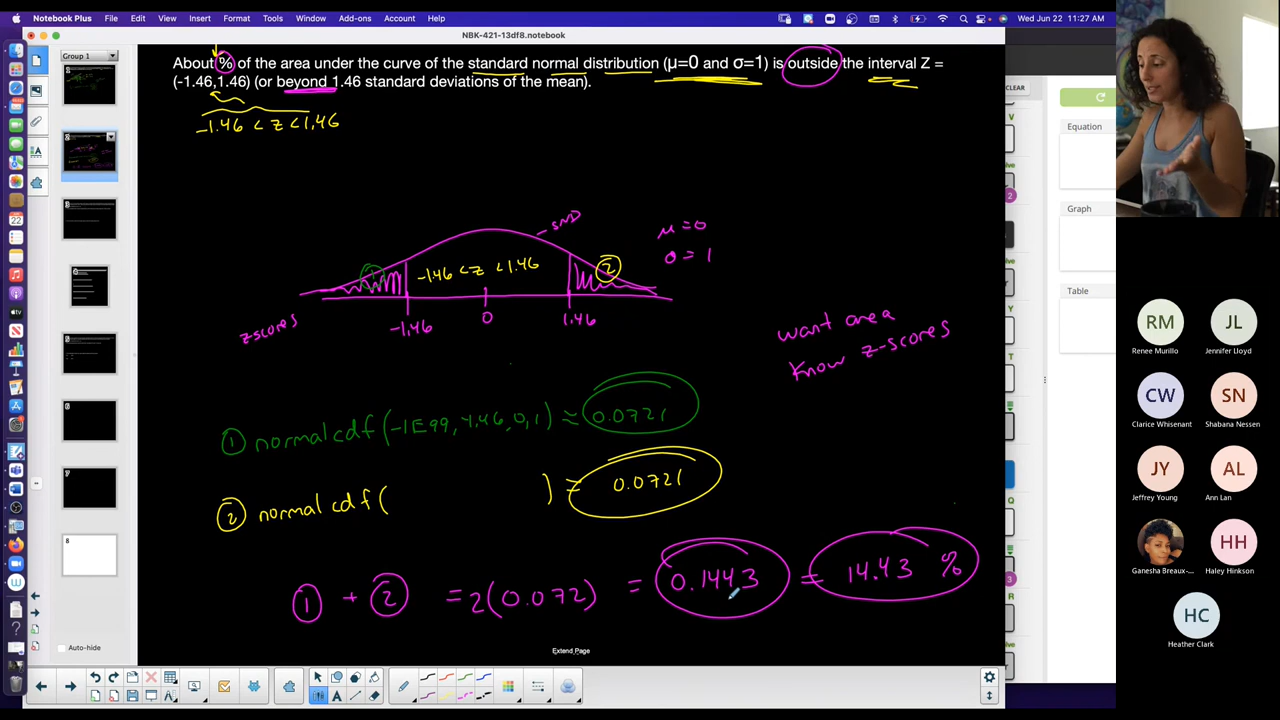 Notebook Plus File Edit View Insert Format Tools Window Add-ons Account Help
Wed Jun 22 11:27 AM
NBK-421-13df8.notebook
Group 1
CLEAR
About % of the area under the curve of the standard normal distribution (μ=0 and σ=1) is outside the interval Z =
(-1.46,1.46) (or beyond 1.46 standard deviations of the mean).
-1.46 < z < 1.46
Equation
V
2
Graph
SND
μ = 0
σ = 1
-1.46 < z < 1.46
2
Table
zscores
-1.46 0 1.46
want area
know z-scores
RM JL
Renee Murillo Jennifer Lloyd
T
CW SN
Clarice Whisenant Shabana Nessen
1 normalcdf(-1E99,-1.46,0,1) ≈ 0.0721
2 normalcdf( ) = 0.0721
JY AL
Jeffrey Young Ann Lan
Q
HH
Ganesha Breaux-... Haley Hinkson
1 + 2 = 2(0.072) = 0.1443 = 14.43 %
3
R
HC
Heather Clark
6
7
8
Auto-hide
Extend Page